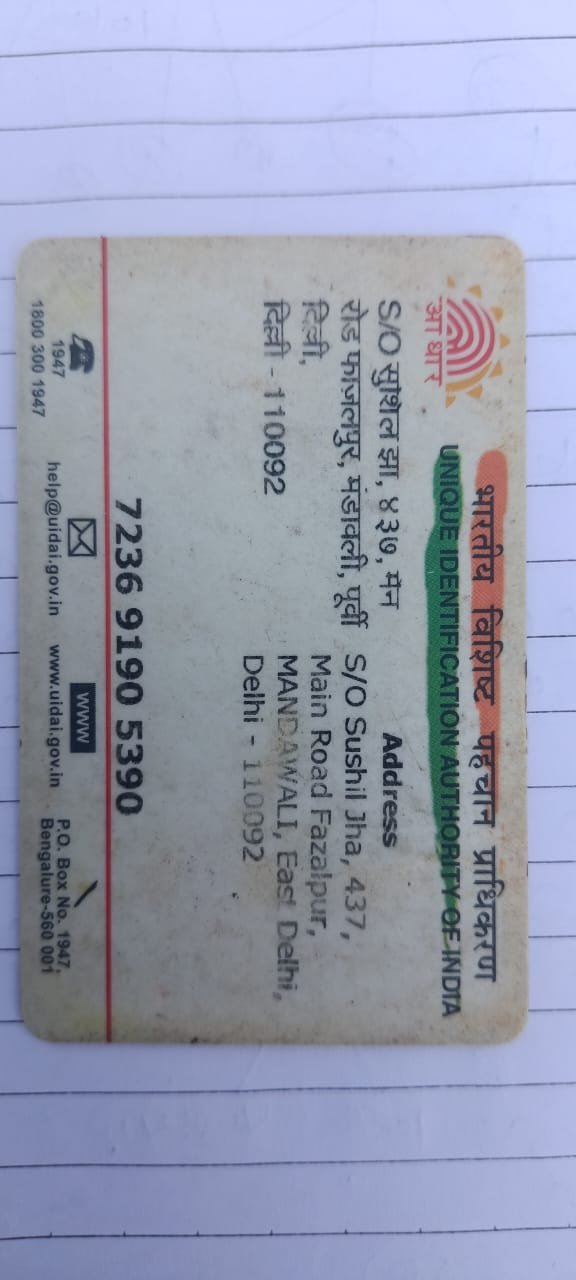 भारतीय विशिष्ट पहचान प्राधिकरण
UNIQUE IDENTIFICATION AUTHORITY OF INDIA
आधार
S/O सुशिल झा, ४३७, मैन
रोड फाजलपुर, मंडावली, पूर्वी
दिल्ली,
दिल्ली - 110092
Address
S/O Sushil Jha, 437,
Main Road Fazalpur,
MANDAWALI, East Delhi,
Delhi - 110092
7236 9190 5390
1947
1800 300 1947
help@uidai.gov.in
www
www.uidai.gov.in
P.O. Box No. 1947,
Bengalure-560 001